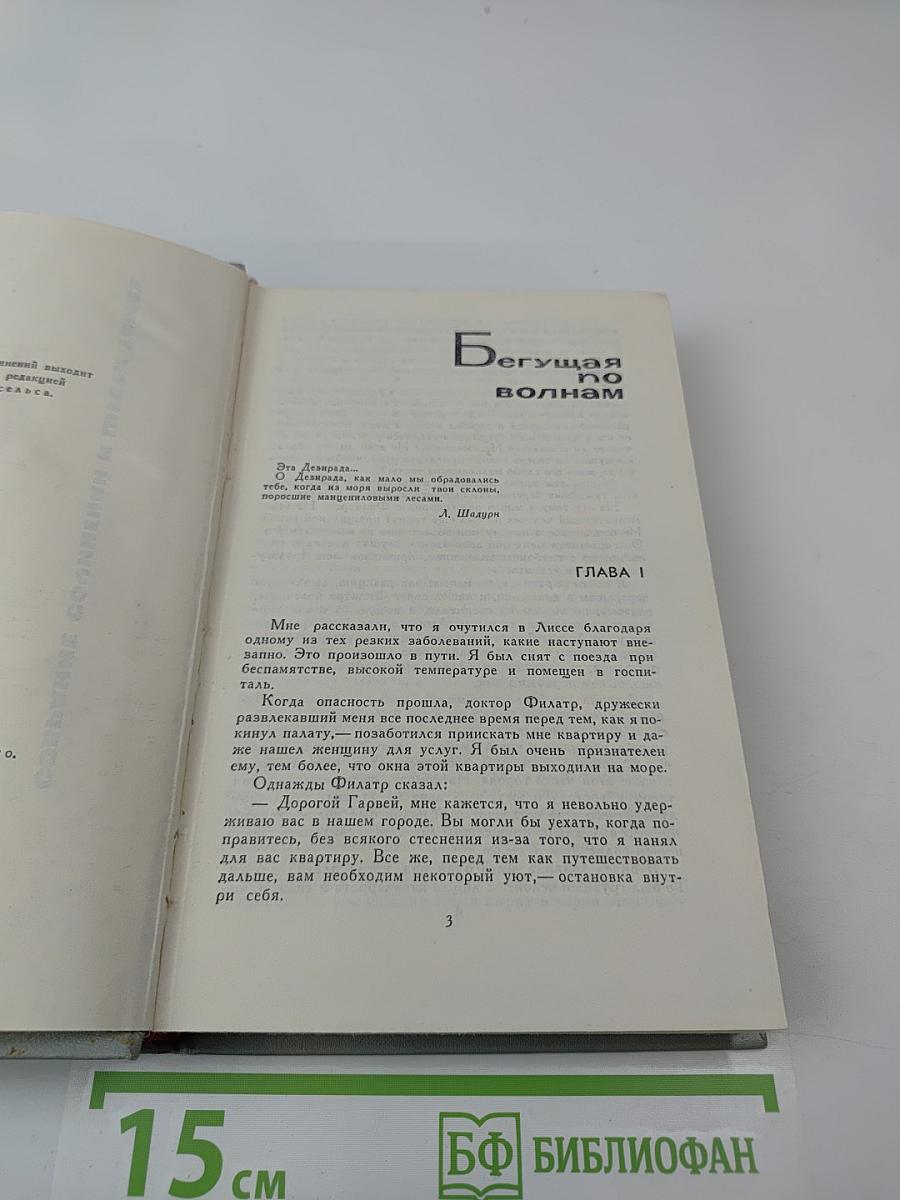 инений выходит
редакцией
сельса.
о.
Бегущая
по
волнам
Эта Дезирада...
О Дезирада, как мало мы обрадовались
тебе, когда из моря выросли твои склоны,
поросшие манцениловыми лесами.
Л. Шадурн
ГЛАВА I
Мне рассказали, что я очутился в Лиссе благодаря
одному из тех резких заболеваний, какие наступают вне-
запно. Это произошло в пути. Я был снят с поезда при
беспамятстве, высокой температуре и помещен в госпи-
таль.
Когда опасность прошла, доктор Филатр, дружески
развлекавший меня все последнее время перед тем, как я по-
кинул палату,— позаботился приискать мне квартиру и да-
же нашел женщину для услуг. Я был очень признателен
ему, тем более, что окна этой квартиры выходили на море.
Однажды Филатр сказал:
— Дорогой Гарвей, мне кажется, что я невольно удер-
живаю вас в нашем городе. Вы могли бы уехать, когда по-
правитесь, без всякого стеснения из-за того, что я нанял
для вас квартиру. Все же, перед тем как путешествовать
дальше, вам необходим некоторый уют,— остановка внут-
ри себя.
3
15 см
БФ БИБЛИОФАН